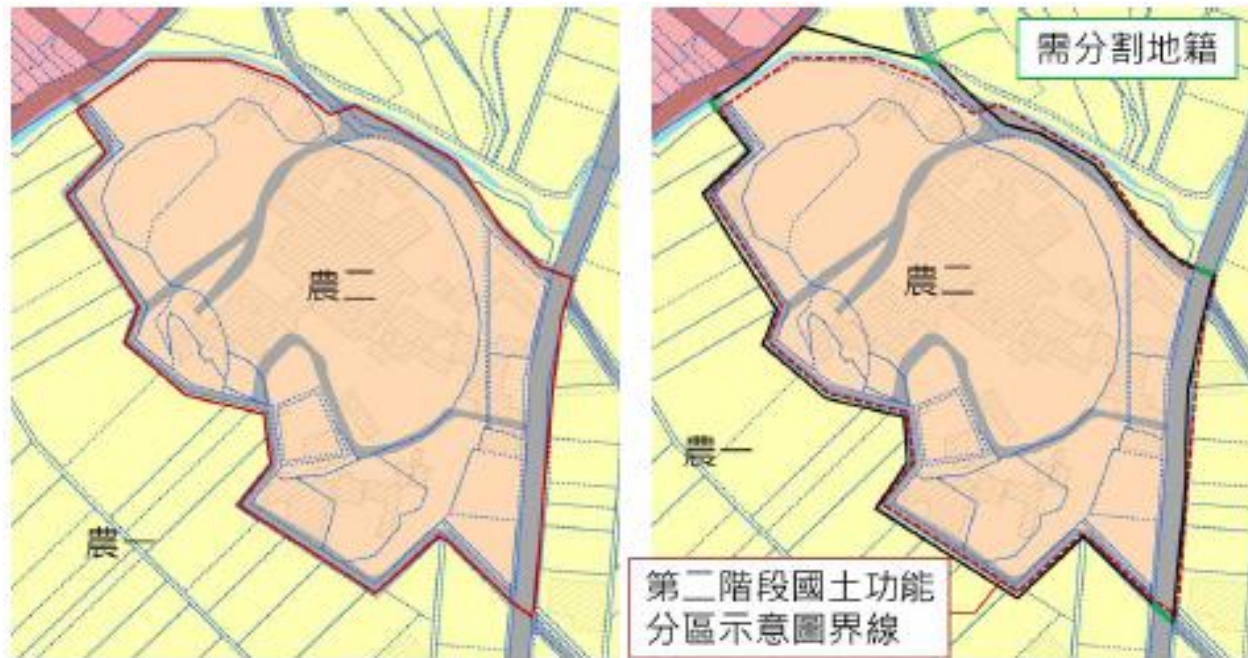 農二
農一
需分割地籍
農二
農一
第二階段國土功能
分區示意圖界線